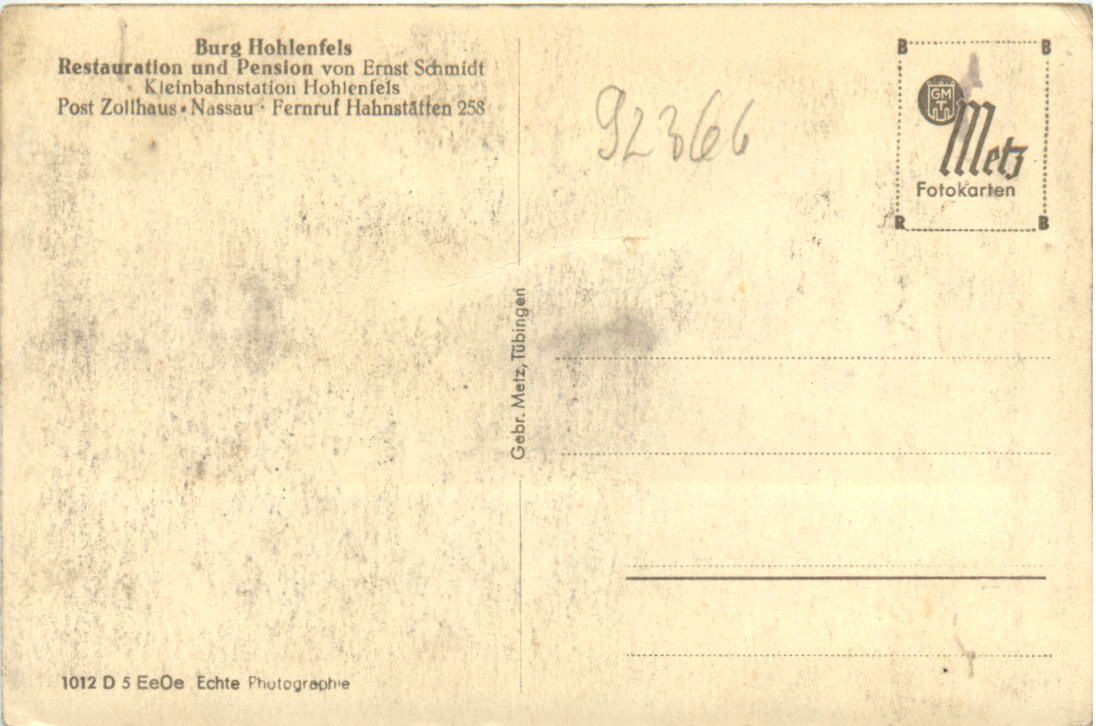 Burg Hohlenfels
Restauration und Pension von Ernst Schmidt
Kleinbahnstation Hohlenfels
Post Zollhaus • Nassau · Fernruf Hahnstätten 258
92366
B B
GM
T
Metz
Fotokarten
R B
Gebr. Metz, Tübingen
1012 D 5 EeOe Echte Photographie